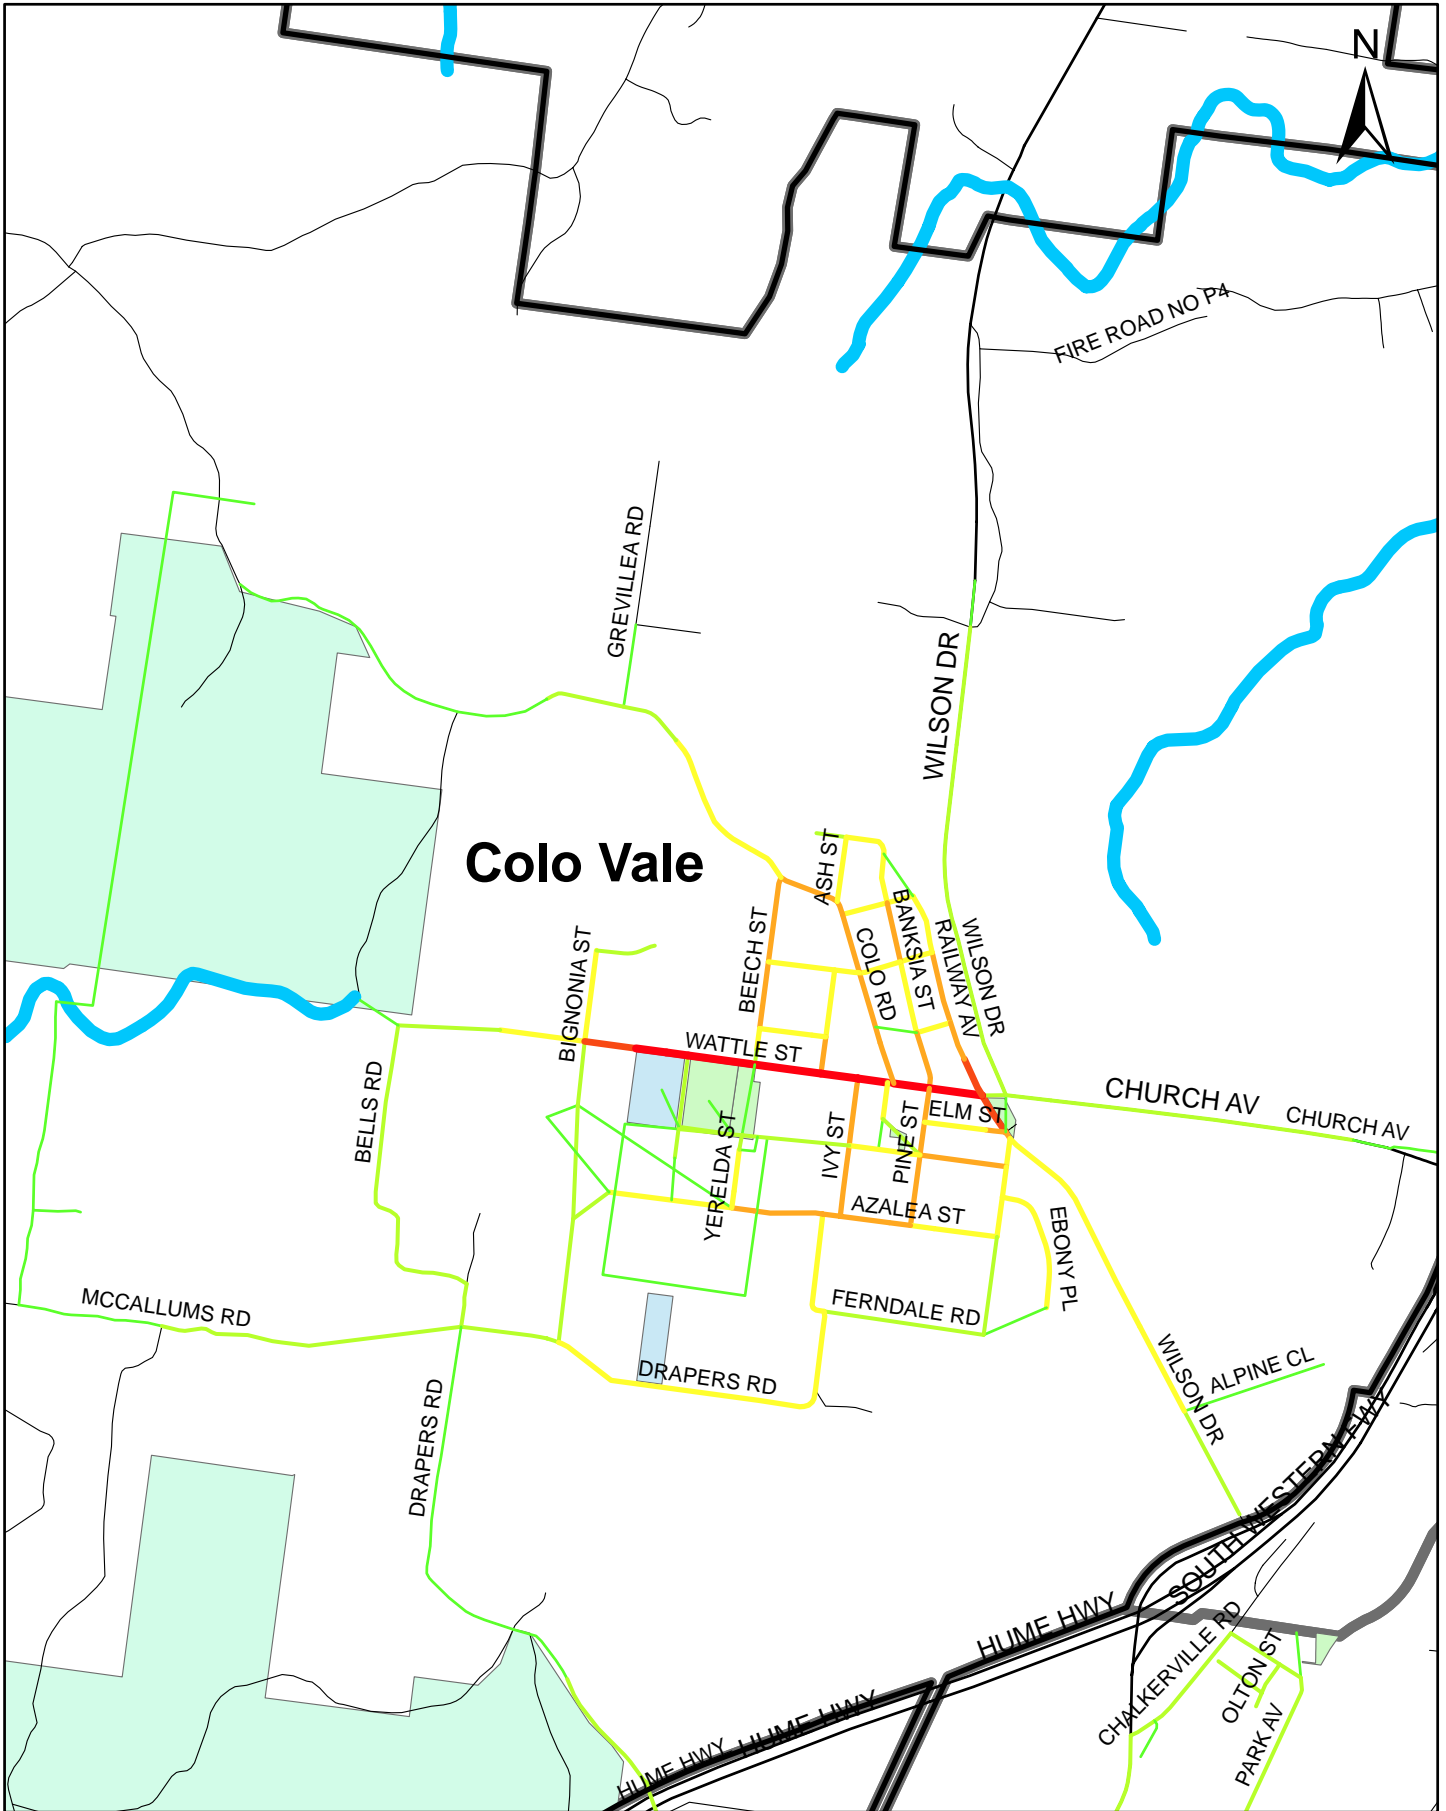 N
FIRE ROAD NO P4
GREVILLEA RD
WILSON DR
Colo Vale
ASH ST
BANKSIA ST
BEECH ST
RAILWAY AV
WILSON DR
COLO RD
BIGNONIA ST
WATTLE ST
BELLS RD
CHURCH AV
CHURCH AV
ELM ST
YERELDA ST
IVY ST
PINE ST
AZALEA ST
EBONY PL
MCCALLUMS RD
FERNDALE RD
WILSON DR
ALPINE CL
DRAPERS RD
DRAPERS RD
SOUTH WESTERN FWY
HUME HWY
CHALKERVILLE RD
OLTON ST
HUME HWY
PARK AV
HUME HWY